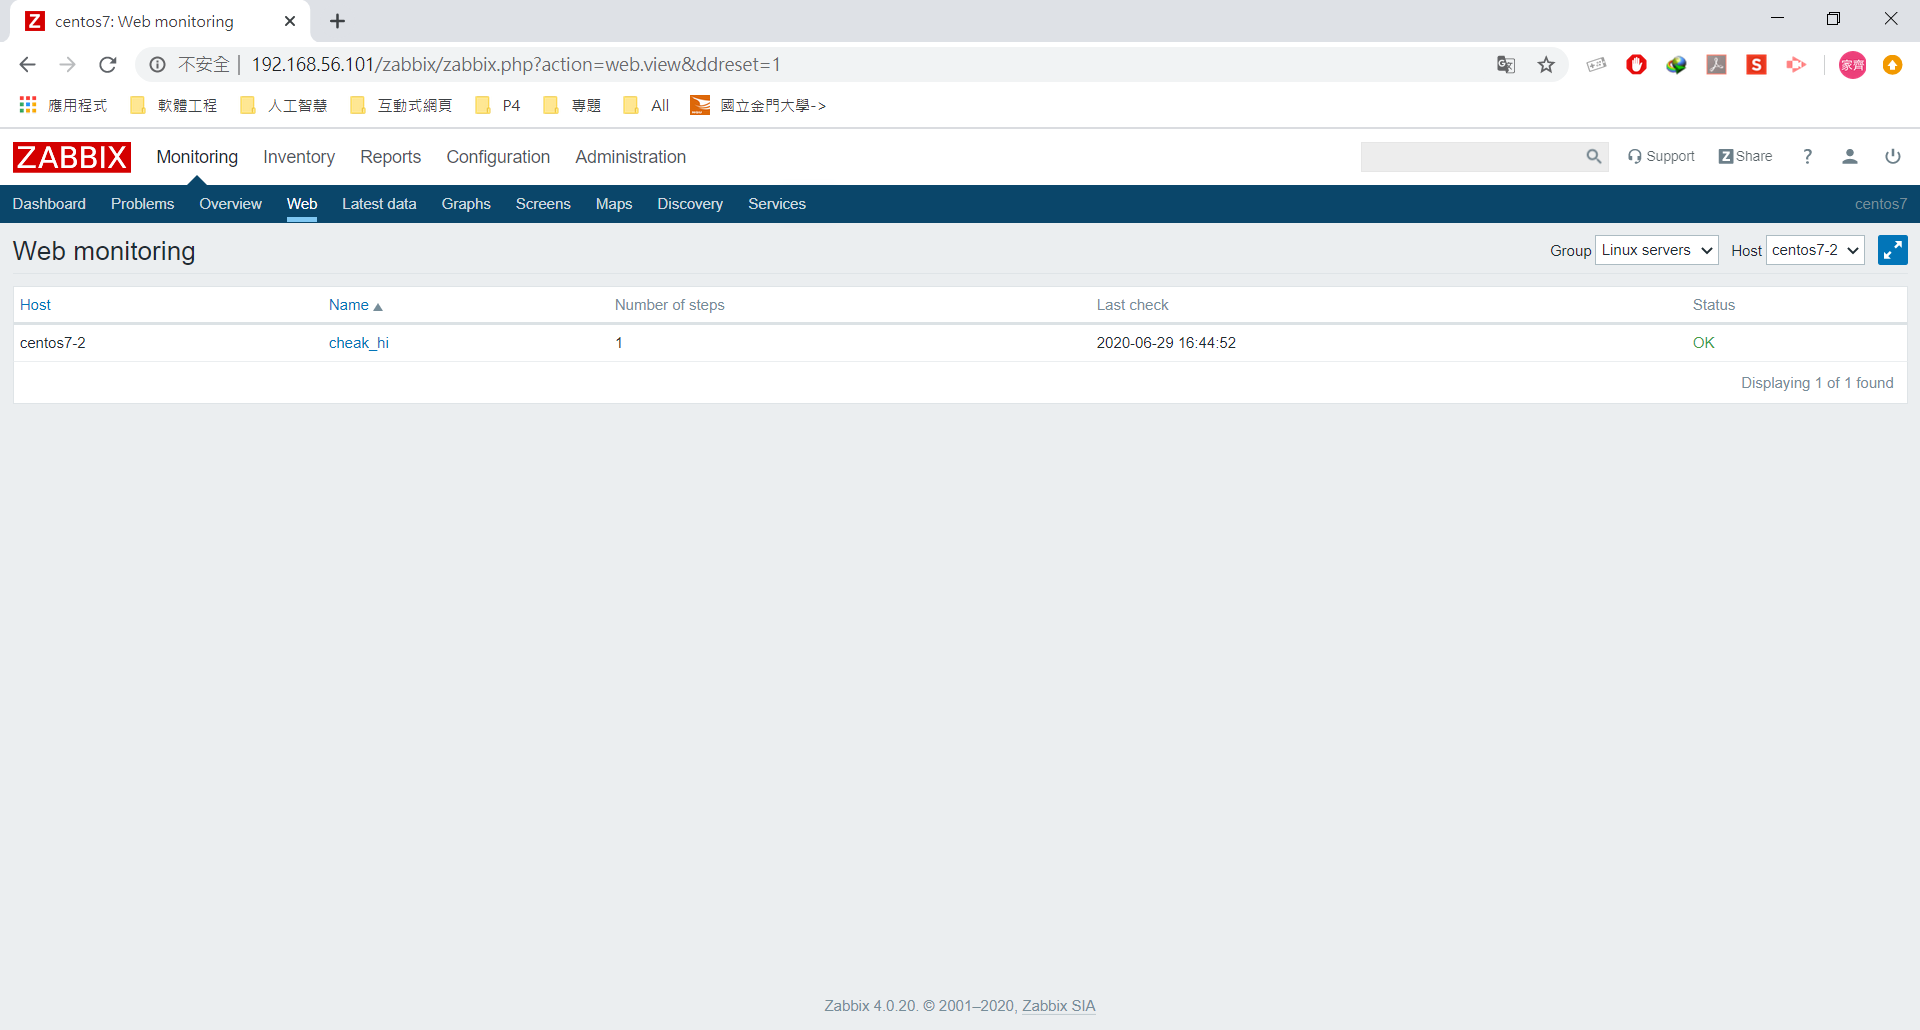 centos7: Web monitoring
不安全 | 192.168.56.101/zabbix/zabbix.php?action=web.view&ddreset=1
家齊
應用程式 軟體工程 人工智慧 互動式網頁 P4 專題 All 國立金門大學->
ZABBIX Monitoring Inventory Reports Configuration Administration Support Z Share ?
Dashboard Problems Overview Web Latest data Graphs Screens Maps Discovery Services centos7
Web monitoring Group Linux servers Host centos7-2
Host Name ▲ Number of steps Last check Status
centos7-2 cheak_hi 1 2020-06-29 16:44:52 OK
Displaying 1 of 1 found
Zabbix 4.0.20. © 2001–2020, Zabbix SIA